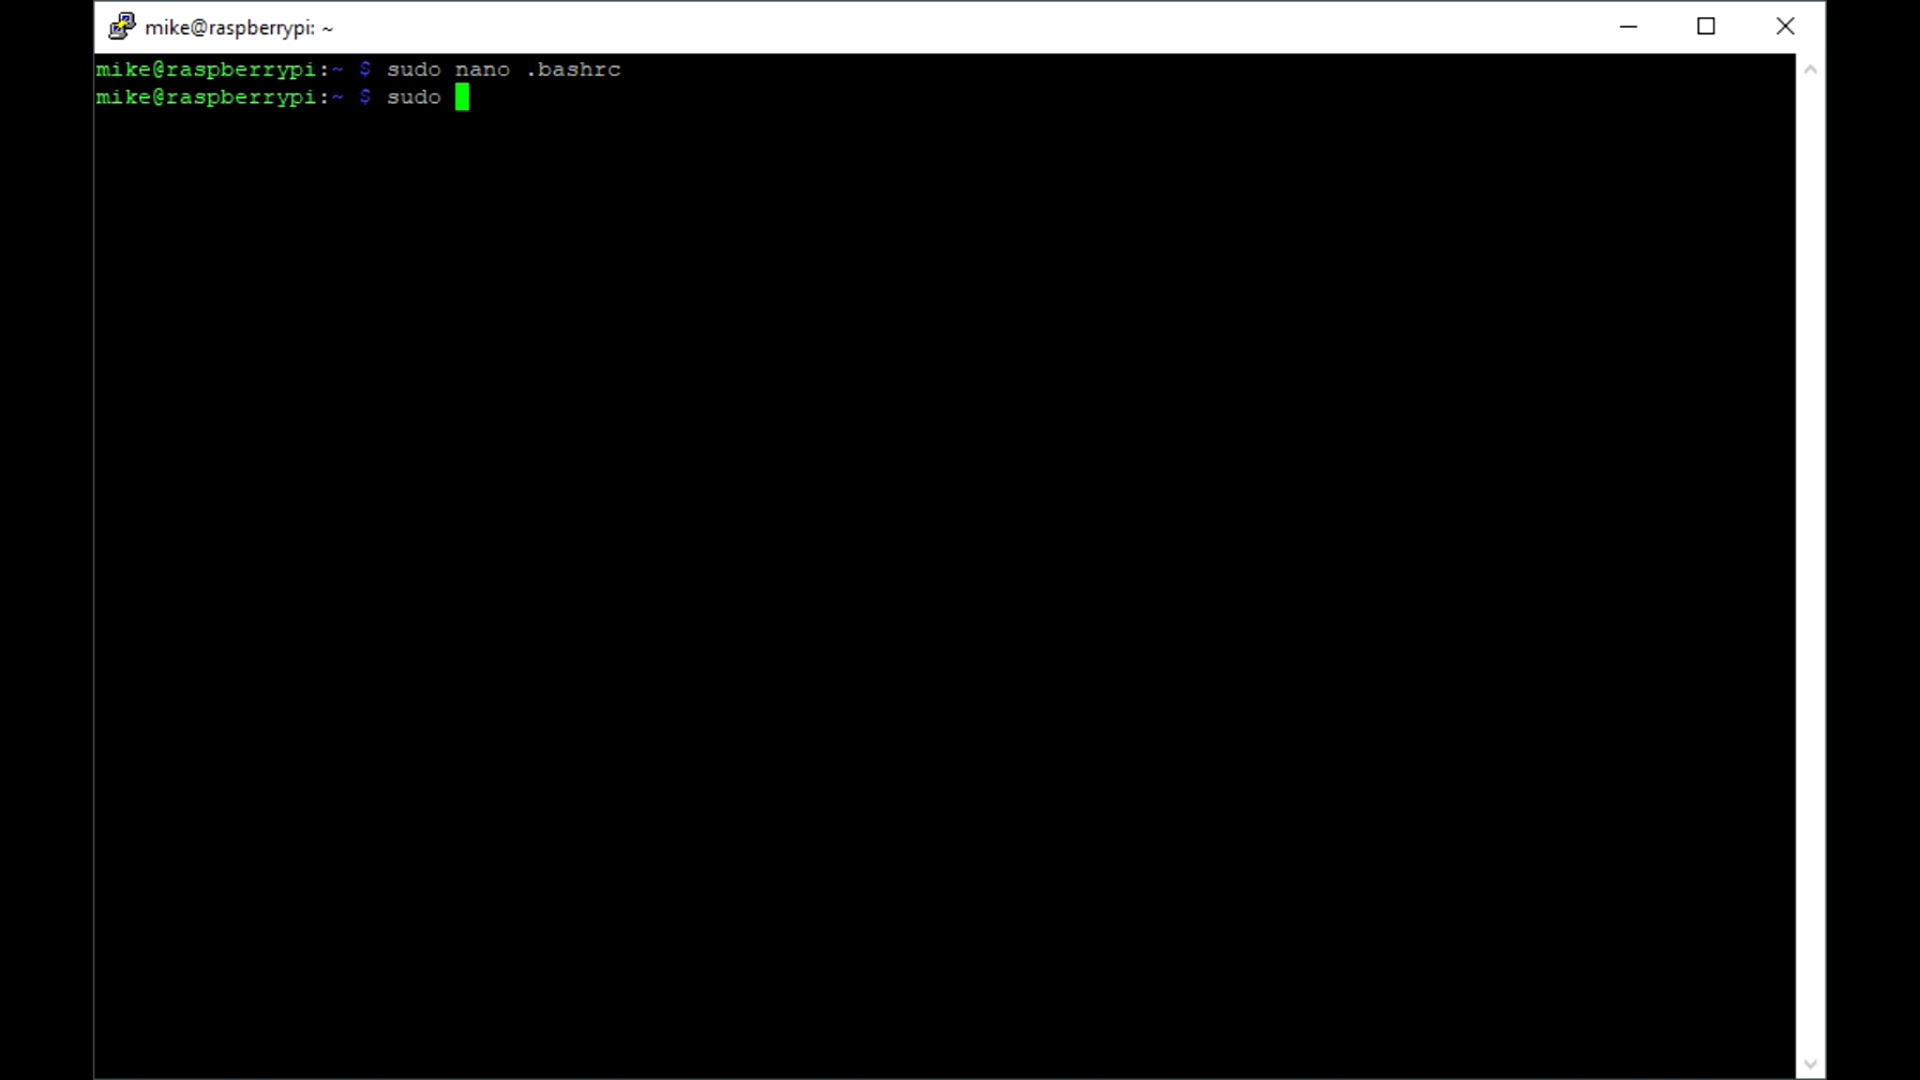 mike@raspberrypi: ~
mike@raspberrypi:~ $ sudo nano .bashrc
mike@raspberrypi:~ $ sudo